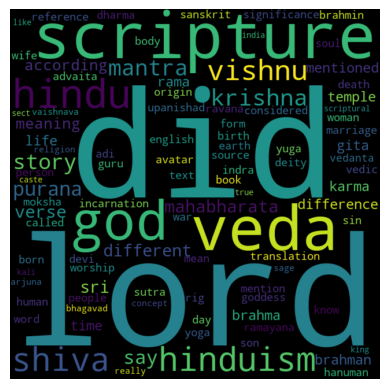 like reference dharma sanskrit significance brahmin
scripture
wife body india soul
according mantra vishnu mentioned
advaita rama death
hindu origin upanishad ravana krishna temple
vaishnava form considered woman
meaning did english birth marriage
sect life religion earth gita
story adi source yuga vedanta
person guru avatar deity vedic
purana moksha text indra karma
caste book true
verse incarnation mahabharata difference
called god war veda sin
different translation
born devi mean sage
worship sri lord
kali people sutra rig mention brahma
arjuna concept goddess ramayana know
human time day
word bhagavad yoga son brahman king
shiva say hinduism
really hanuman